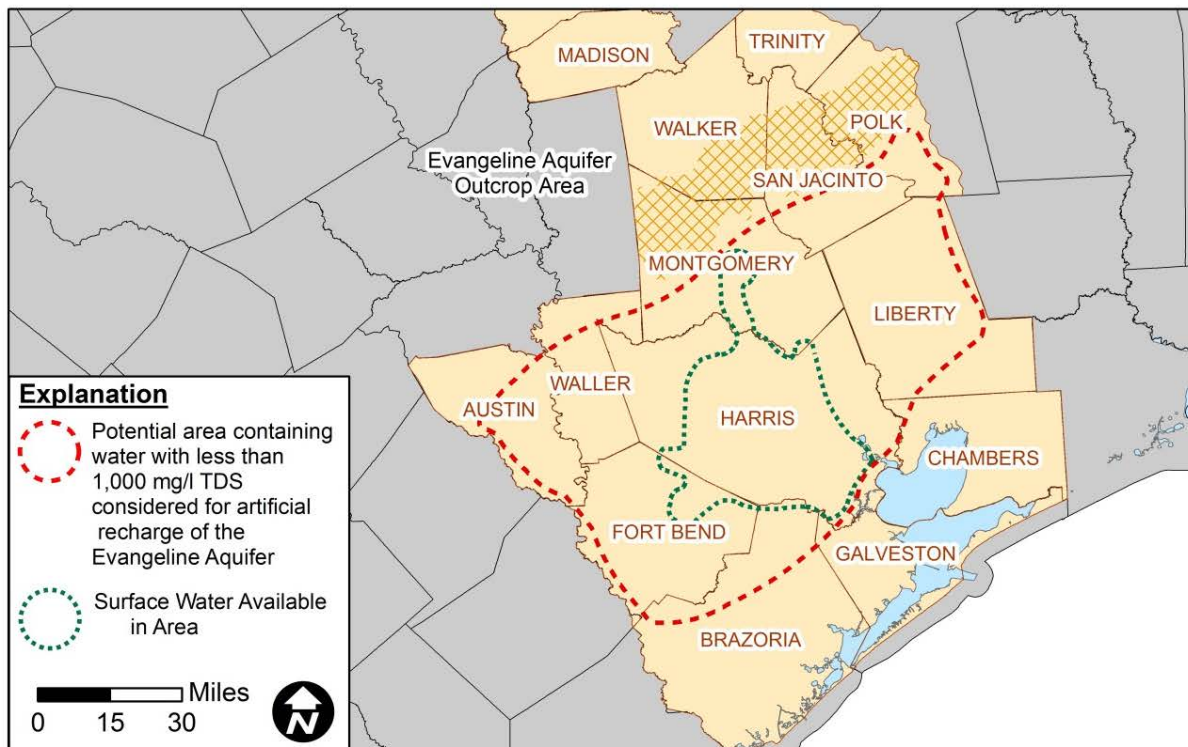 MADISON
TRINITY
WALKER
POLK
Evangeline Aquifer
Outcrop Area
SAN JACINTO
MONTGOMERY
LIBERTY
WALLER
AUSTIN
HARRIS
CHAMBERS
FORT BEND
GALVESTON
BRAZORIA
Explanation
Potential area containing
water with less than
1,000 mg/l TDS
considered for artificial
recharge of the
Evangeline Aquifer
Surface Water Available
in Area
Miles
0 15 30
N